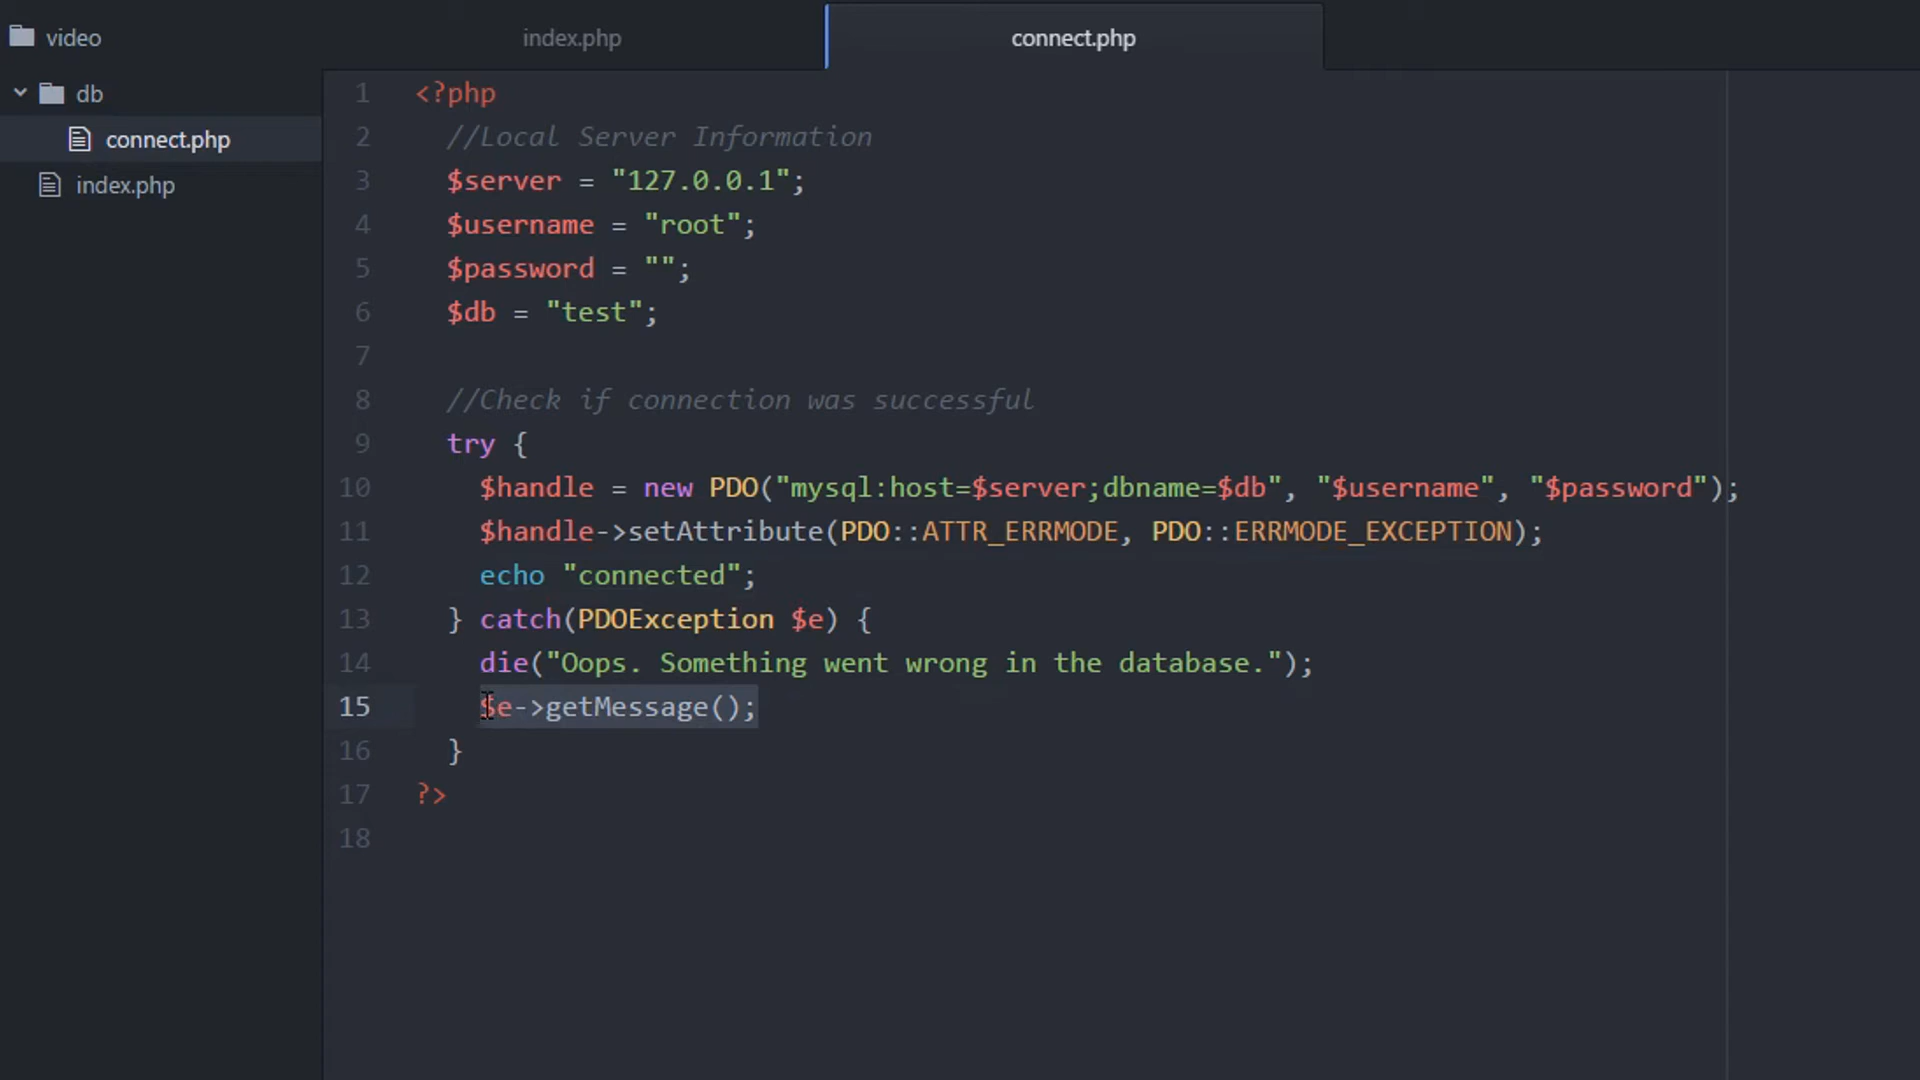 video
db
connect.php
index.php
index.php
connect.php
1 <?php
2 //Local Server Information
3 $server = "127.0.0.1";
4 $username = "root";
5 $password = "";
6 $db = "test";
7
8 //Check if connection was successful
9 try {
10 $handle = new PDO("mysql:host=$server;dbname=$db", "$username", "$password");
11 $handle->setAttribute(PDO::ATTR_ERRMODE, PDO::ERRMODE_EXCEPTION);
12 echo "connected";
13 } catch(PDOException $e) {
14 die("Oops. Something went wrong in the database.");
15 $e->getMessage();
16 }
17 ?>
18